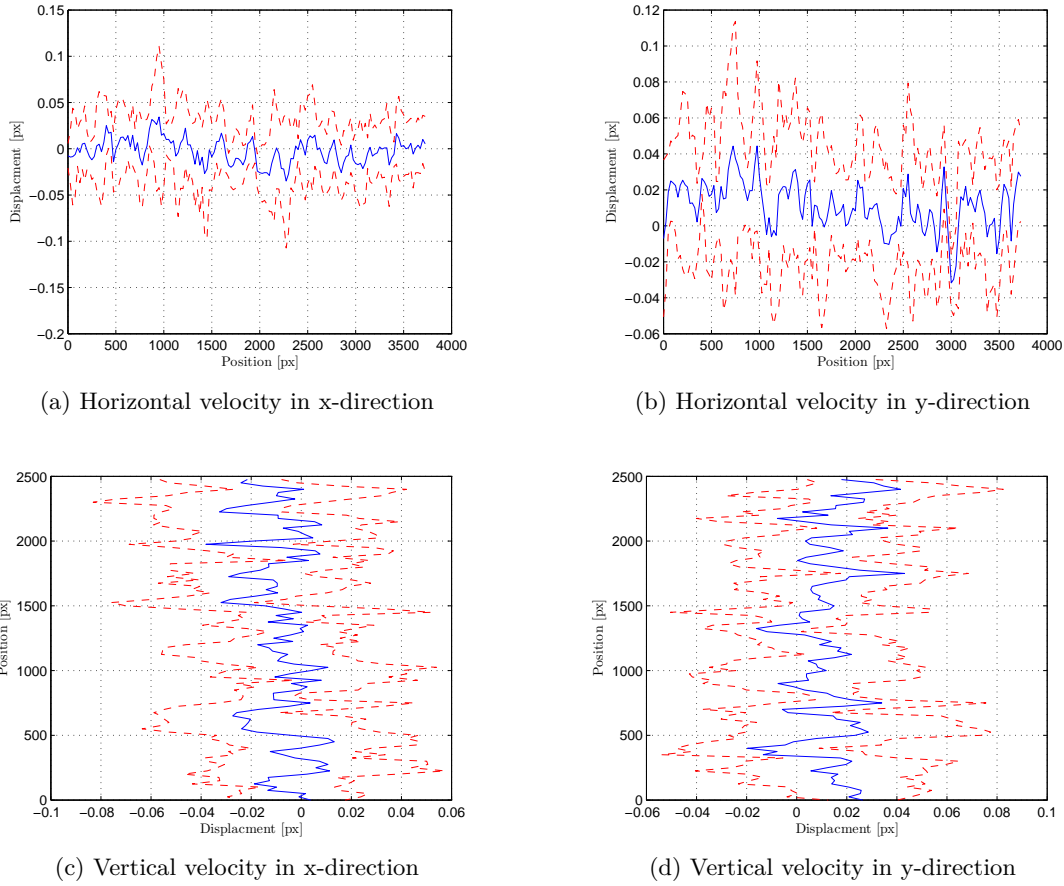 0.15
0.1
0.05
0
−0.05
−0.1
−0.15
−0.2
Displacment [px]
0 500 1000 1500 2000 2500 3000 3500 4000
Position [px]
(a) Horizontal velocity in x-direction
0.12
0.1
0.08
0.06
0.04
0.02
0
−0.02
−0.04
−0.06
Displacment [px]
0 500 1000 1500 2000 2500 3000 3500 4000
Position [px]
(b) Horizontal velocity in y-direction
2500
2000
1500
1000
500
0
Position [px]
−0.1 −0.08 −0.06 −0.04 −0.02 0 0.02 0.04 0.06
Displacment [px]
(c) Vertical velocity in x-direction
2500
2000
1500
1000
500
0
Position [px]
−0.06 −0.04 −0.02 0 0.02 0.04 0.06 0.08 0.1
Displacment [px]
(d) Vertical velocity in y-direction